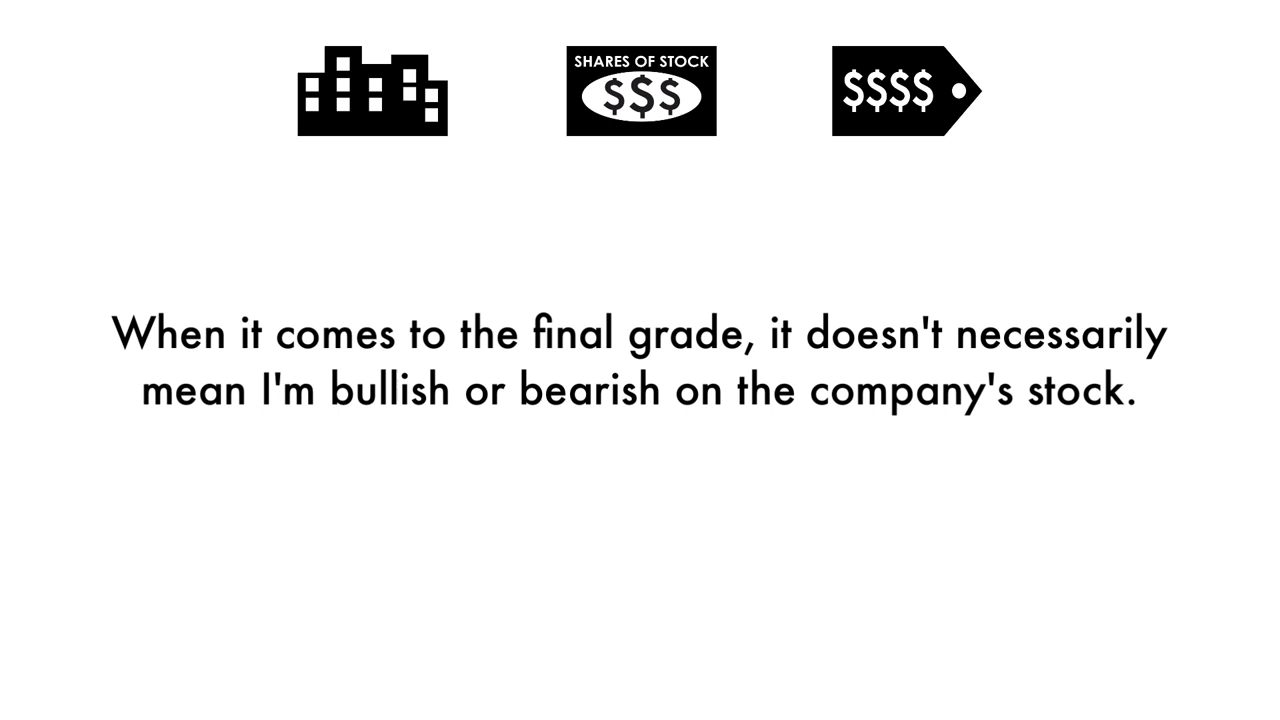 SHARES OF STOCK
$$$
$$$$
When it comes to the final grade, it doesn't necessarily
mean I'm bullish or bearish on the company's stock.